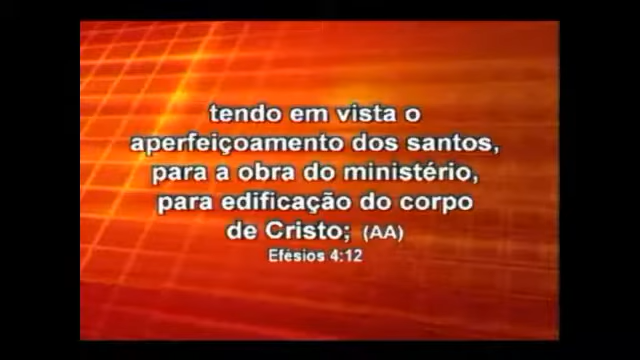 tendo em vista o
aperfeiçoamento dos santos,
para a obra do ministério,
para edificação do corpo
de Cristo; (AA)
Efésios 4:12